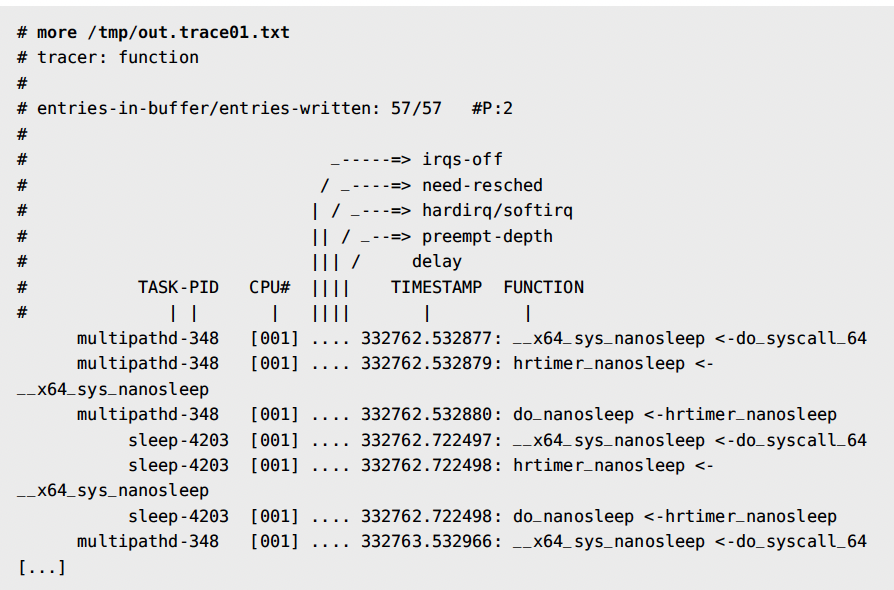 # more /tmp/out.trace01.txt
# tracer: function
#
# entries-in-buffer/entries-written: 57/57   #P:2
#
#                              _-----=> irqs-off
#                             / _----=> need-resched
#                            | / _---=> hardirq/softirq
#                            || / _--=> preempt-depth
#                            ||| /     delay
#           TASK-PID   CPU#  ||||    TIMESTAMP  FUNCTION
#              | |       |   ||||       |         |
      multipathd-348   [001] .... 332762.532877: __x64_sys_nanosleep <-do_syscall_64
      multipathd-348   [001] .... 332762.532879: hrtimer_nanosleep <-
__x64_sys_nanosleep
      multipathd-348   [001] .... 332762.532880: do_nanosleep <-hrtimer_nanosleep
           sleep-4203  [001] .... 332762.722497: __x64_sys_nanosleep <-do_syscall_64
           sleep-4203  [001] .... 332762.722498: hrtimer_nanosleep <-
__x64_sys_nanosleep
           sleep-4203  [001] .... 332762.722498: do_nanosleep <-hrtimer_nanosleep
      multipathd-348   [001] .... 332763.532966: __x64_sys_nanosleep <-do_syscall_64
[...]